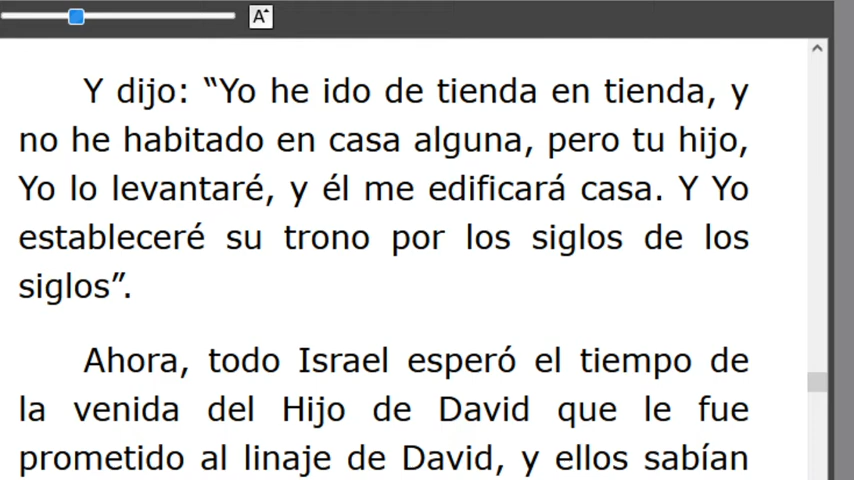 A
Y dijo: “Yo he ido de tienda en tienda, y
no he habitado en casa alguna, pero tu hijo,
Yo lo levantaré, y él me edificará casa. Y Yo
estableceré su trono por los siglos de los
siglos”.
Ahora, todo Israel esperó el tiempo de
la venida del Hijo de David que le fue
prometido al linaje de David, y ellos sabían